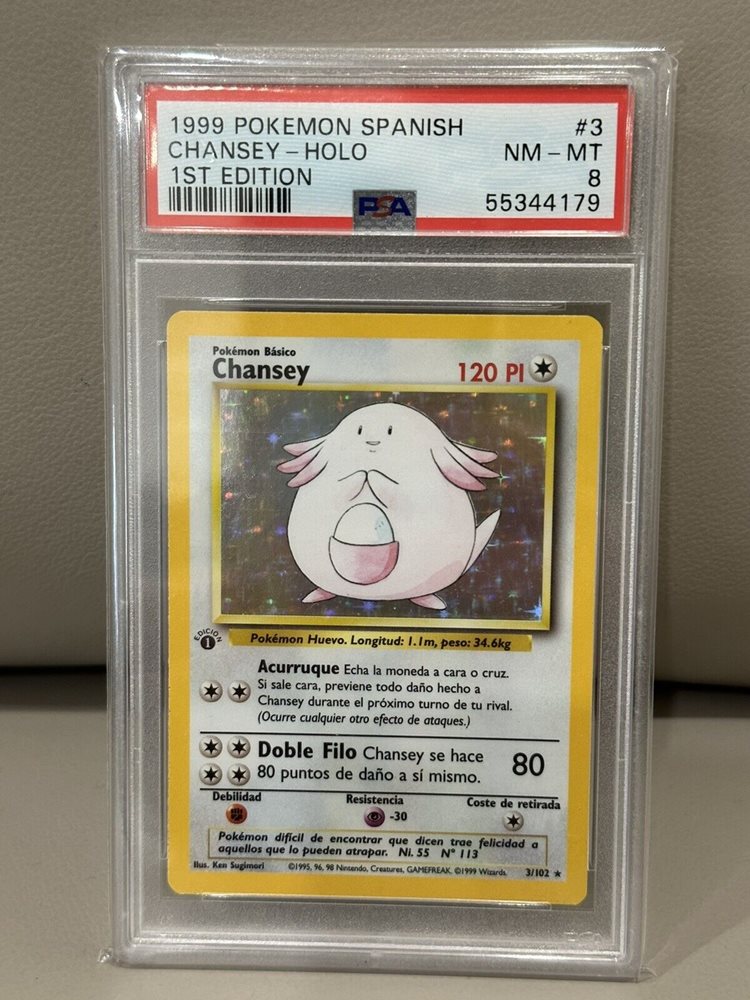 1999 POKEMON SPANISH #3
CHANSEY – HOLO NM – MT
1ST EDITION 8
PSA 55344179
Pokémon Básico
Chansey 120 PI
EDICIÓN 1
Pokémon Huevo. Longitud: 1.1m, peso: 34.6kg
Acurruque Echa la moneda a cara o cruz.
Si sale cara, previene todo daño hecho a
Chansey durante el próximo turno de tu rival.
(Ocurre cualquier otro efecto de ataques.)
Doble Filo Chansey se hace 80
80 puntos de daño a sí mismo.
Debilidad Resistencia Coste de retirada
-30
Pokémon difícil de encontrar que dicen trae felicidad a
aquellos que lo pueden atrapar. Ni. 55 Nº 113
Ilus. Ken Sugimori ©1995, 96, 98 Nintendo, Creatures, GAMEFREAK. ©1999 Wizards. 3/102 ★